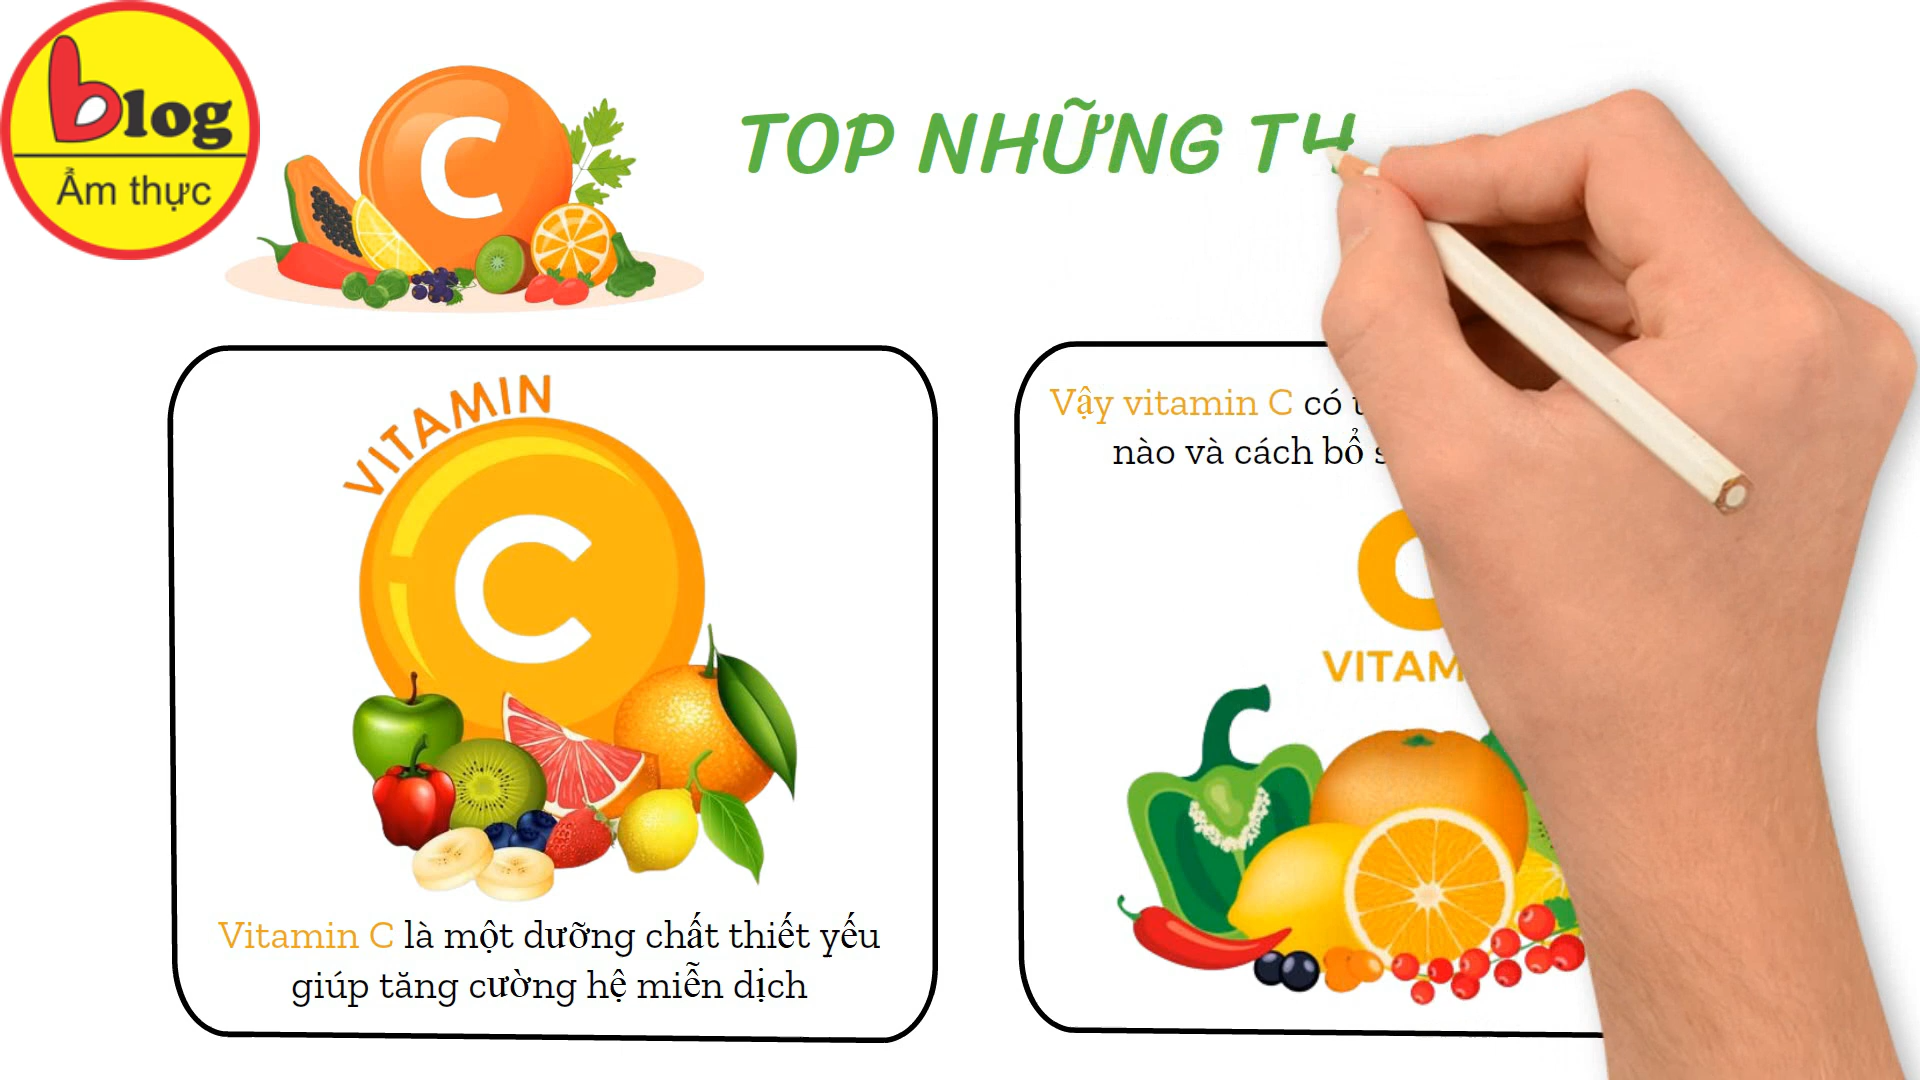 blog
Ẩm thực
C
TOP NHỮNG TH
VITAMIN
C
Vitamin C là một dưỡng chất thiết yếu
giúp tăng cường hệ miễn dịch
Vậy vitamin C có
nào và cách bổ
C